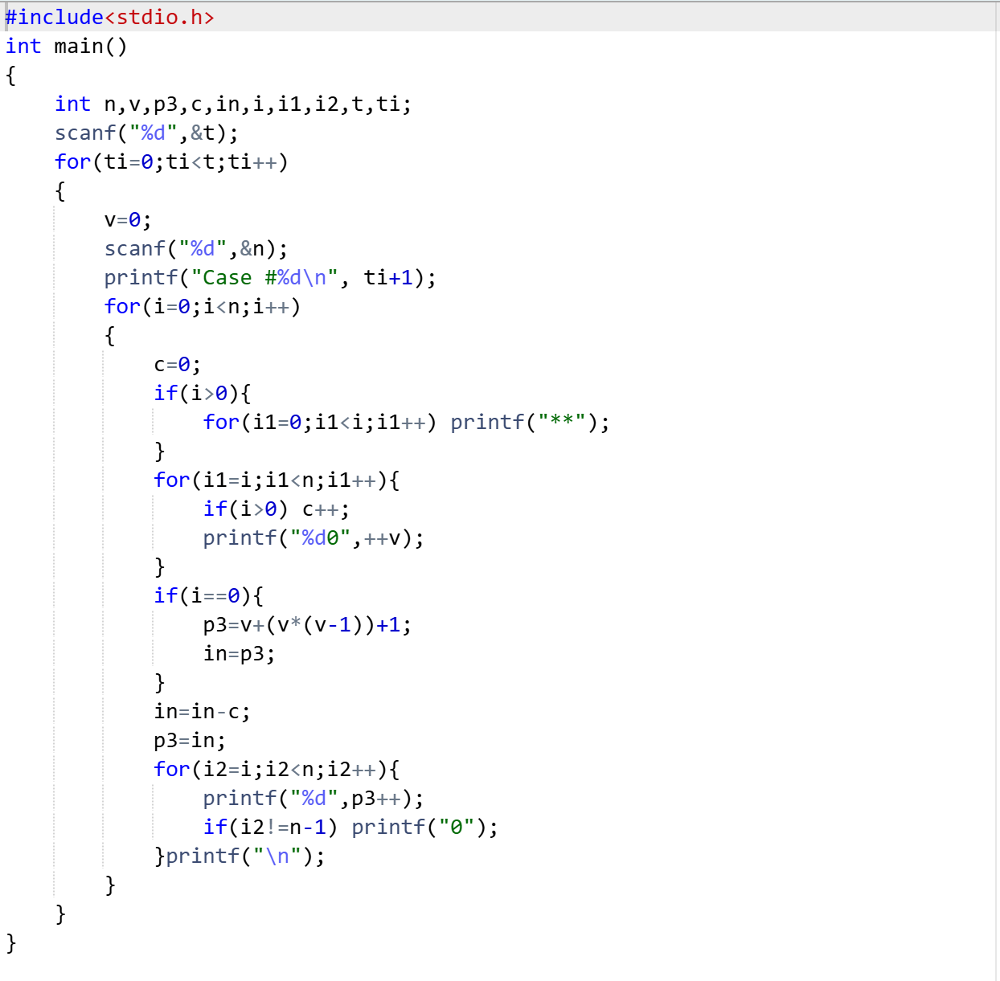 #include<stdio.h>
int main()
{
    int n,v,p3,c,in,i,i1,i2,t,ti;
    scanf("%d",&t);
    for(ti=0;ti<t;ti++)
    {
        v=0;
        scanf("%d",&n);
        printf("Case #%d\n", ti+1);
        for(i=0;i<n;i++)
        {
            c=0;
            if(i>0){
                for(i1=0;i1<i;i1++) printf("**");
            }
            for(i1=i;i1<n;i1++){
                if(i>0) c++;
                printf("%d0",++v);
            }
            if(i==0){
                p3=v+(v*(v-1))+1;
                in=p3;
            }
            in=in-c;
            p3=in;
            for(i2=i;i2<n;i2++){
                printf("%d",p3++);
                if(i2!=n-1) printf("0");
            }printf("\n");
        }
    }
}